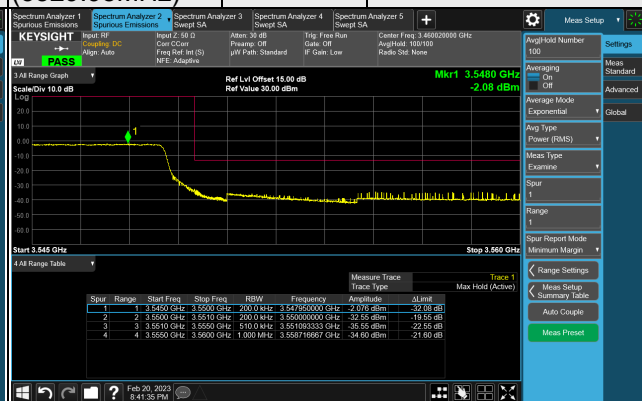 Spectrum Analyzer 1
Spurious Emissions
Spectrum Analyzer 2
Spurious Emissions
Spectrum Analyzer 3
Swept SA
Spectrum Analyzer 4
Swept SA
Spectrum Analyzer 5
Swept SA
+
Meas Setup
KEYSIGHT
Input: RF
Coupling: DC
Align: Auto
Input Z: 50 Ω
Corr CCorr
Freq Ref: Int (S)
NFE: Adaptive
Atten: 30 dB
Preamp: Off
µW Path: Standard
Trig: Free Run
Gate: Off
IF Gain: Low
Center Freq: 3.460020000 GHz
Avg|Hold: 100/100
Radio Std: None
LXI
PASS
3 All Range Graph
Scale/Div 10.0 dB
Ref Lvl Offset 15.00 dB
Ref Value 30.00 dBm
Mkr1 3.5480 GHz
-2.08 dBm
Log
20.0
10.0
0.00
-10.0
-20.0
-30.0
-40.0
-50.0
-60.0
1
Start 3.545 GHz
Stop 3.560 GHz
4 All Range Table
Measure Trace Trace 1
Trace Type Max Hold (Active)
Spur Range Start Freq Stop Freq RBW Frequency Amplitude ΔLimit
1 1 3.5450 GHz 3.5500 GHz 200.0 kHz 3.547950000 GHz -2.076 dBm -32.08 dB
2 2 3.5500 GHz 3.5510 GHz 200.0 kHz 3.550000000 GHz -32.55 dBm -19.55 dB
3 3 3.5510 GHz 3.5550 GHz 510.0 kHz 3.551093333 GHz -35.55 dBm -22.55 dB
4 4 3.5550 GHz 3.5600 GHz 1.000 MHz 3.558716667 GHz -34.60 dBm -21.60 dB
Avg|Hold Number
100
Averaging
On
Off
Average Mode
Exponential
Avg Type
Power (RMS)
Meas Type
Examine
Spur
1
Range
1
Spur Report Mode
Minimum Margin
Range Settings
Meas Setup
Summary Table
Auto Couple
Meas Preset
Settings
Meas
Standard
Advanced
Global
?
Feb 20, 2023
8:41:35 PM